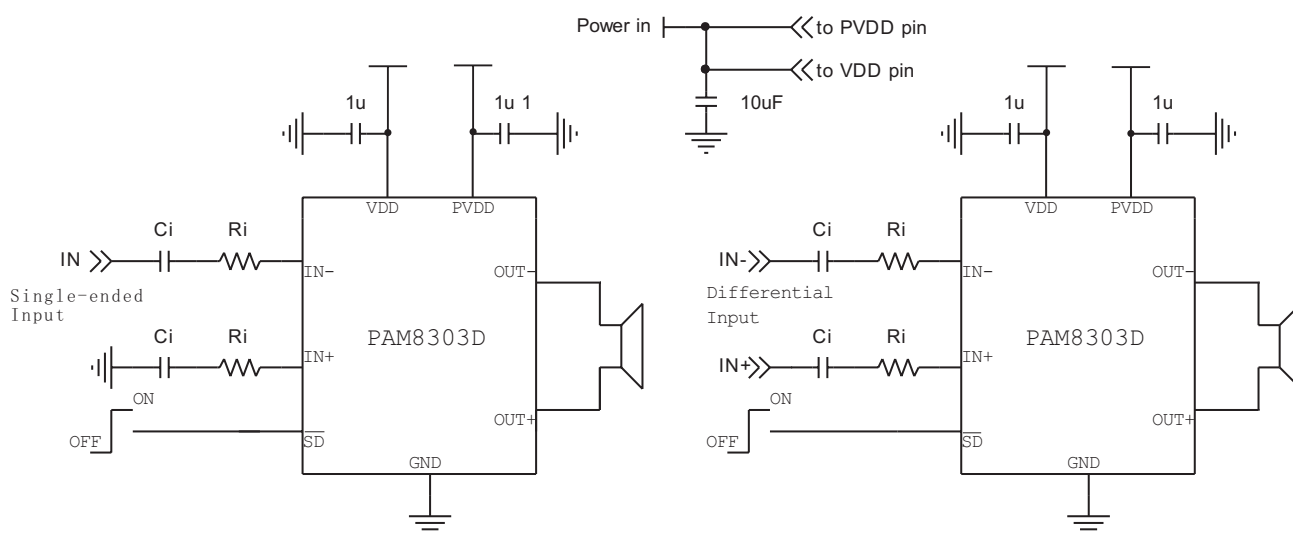 Power in
to PVDD pin
to VDD pin
10uF
1u
1u 1
VDD
PVDD
Ci
Ri
IN
IN-
Single-ended
Input
OUT-
PAM8303D
Ci
Ri
IN+
ON
OFF
SD
OUT+
GND
1u
1u
VDD
PVDD
Ci
Ri
IN-
IN-
Differential
Input
OUT-
PAM8303D
Ci
Ri
IN+
IN+
ON
OFF
SD
OUT+
GND